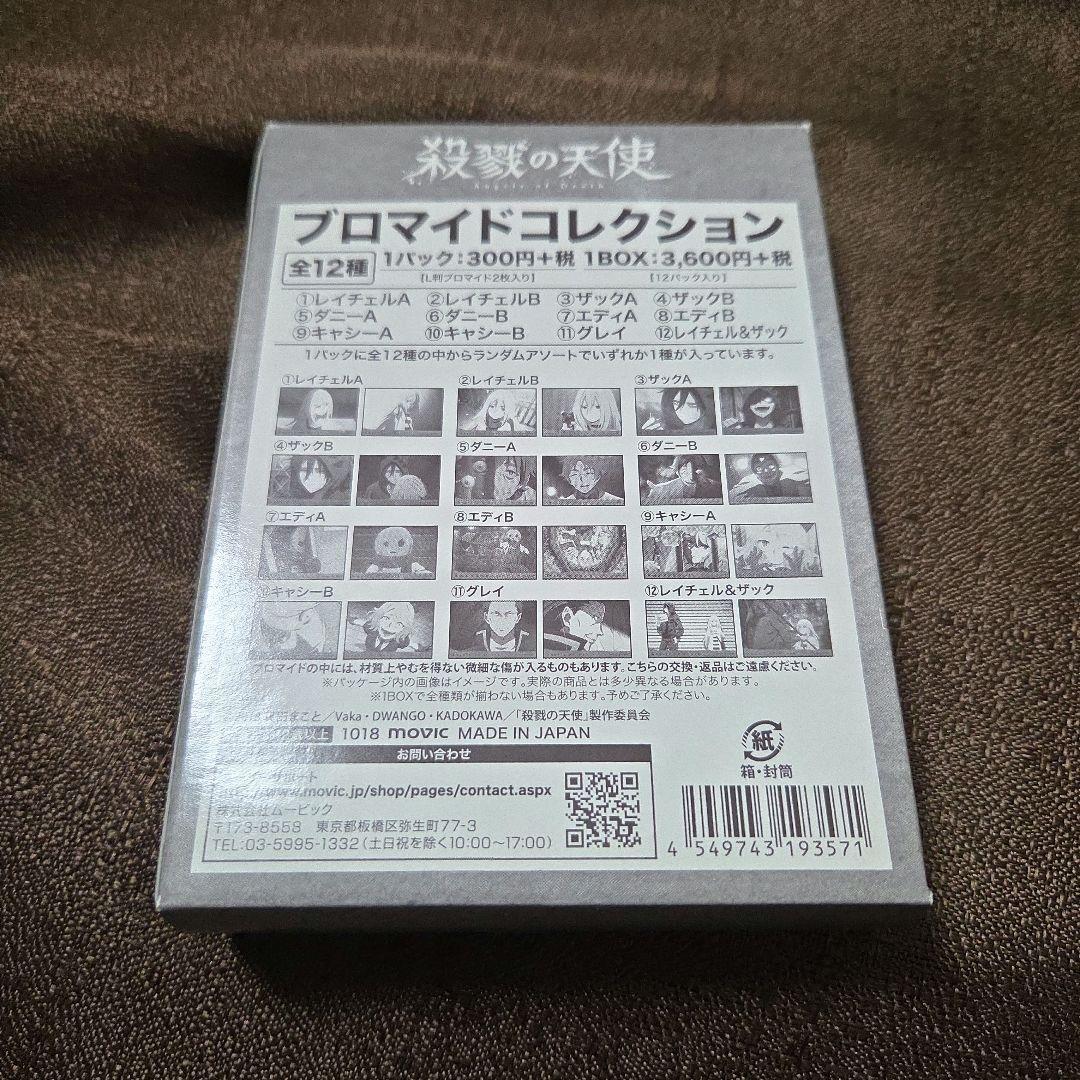 殺戮の天使
Angels of Death
ブロマイドコレクション
全12種 1パック:300円+税 1BOX:3,600円+税
【L判ブロマイド2枚入り】 【12パック入り】
①レイチェルA ②レイチェルB ③ザックA ④ザックB
⑤ダニーA ⑥ダニーB ⑦エディA ⑧エディB
⑨キャシーA ⑩キャシーB ⑪グレイ ⑫レイチェル&ザック
1パックに全12種の中からランダムアソートでいずれか1種が入っています。
①レイチェルA ②レイチェルB ③ザックA
④ザックB ⑤ダニーA ⑥ダニーB
⑦エディA ⑧エディB ⑨キャシーA
⑩キャシーB ⑪グレイ ⑫レイチェル&ザック
ブロマイドの中には、材質上やむを得ない微細な傷が入るものもあります。こちらの交換・返品はご遠慮ください。
※パッケージ内の画像はイメージです。実際の商品とは多少異なる場合があります。
※1BOXで全種類が揃わない場合もあります。予めご了承ください。
まこと/Vaka・DWANGO・KADOKAWA/「殺戮の天使」製作委員会
以上 1018 movic MADE IN JAPAN
お問い合わせ
サポート
www.movic.jp/shop/pages/contact.aspx
株式会社ムービック
〒173-8558 東京都板橋区弥生町77-3
TEL:03-5995-1332(土日祝を除く10:00~17:00)
紙
箱・封筒
4 549743 193571